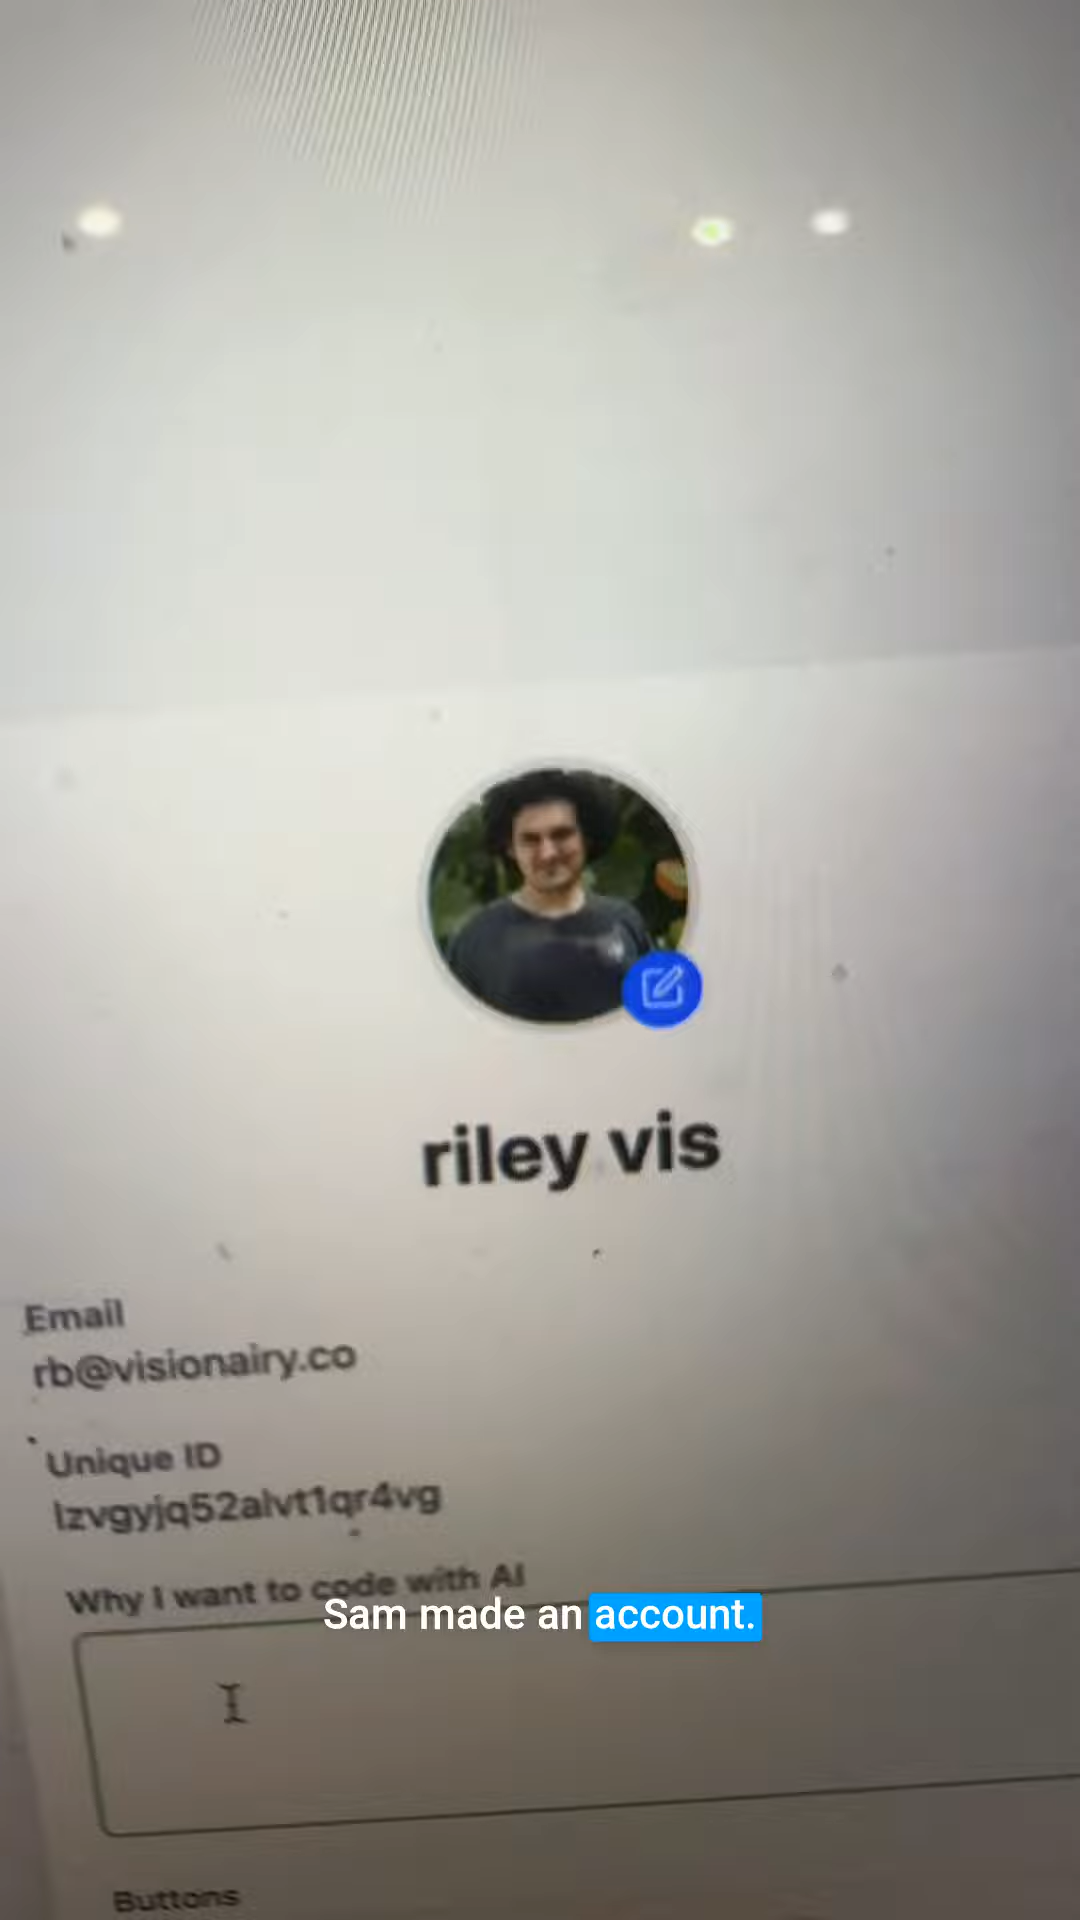 riley vis
Email
rb@visionairy.co
Unique ID
lzvgyjq52alvt1qr4vg
Why I want to code with AI
Sam made an account.
Buttons